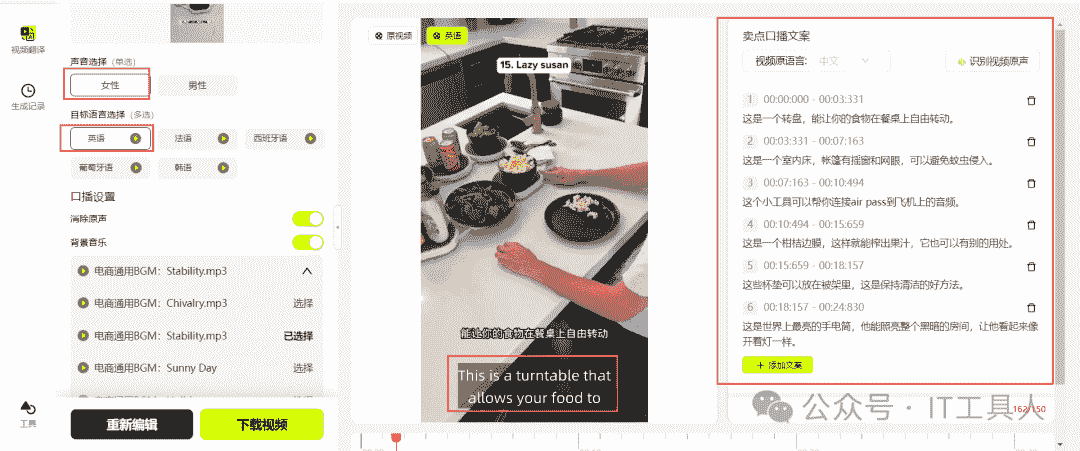 视频翻译
生成记录
工具
声音选择（单选）
女性
男性
目标语言选择（多选）
英语
法语
西班牙语
葡萄牙语
韩语
口播设置
消除原声
背景音乐
电商通用BGM：Stability.mp3
电商通用BGM：Chivalry.mp3
选择
电商通用BGM：Stability.mp3
已选择
电商通用BGM：Sunny Day
选择
重新编辑
下载视频
原视频
英语
15. Lazy susan
能让你的食物在餐桌上自由转动
This is a turntable that
allows your food to
卖点口播文案
视频原语言：
中文
识别视频原声
1 00:00:000 - 00:03:331
这是一个转盘，能让你的食物在餐桌上自由转动。
2 00:03:331 - 00:07:163
这是一个室内床，帐篷有摇窗和网眼，可以避免蚊虫侵入。
3 00:07:163 - 00:10:494
这个小工具可以帮你连接air pass到飞机上的音频。
4 00:10:494 - 00:15:659
这是一个柑桔边膜，这样就能榨出果汁，它也可以有别的用处。
5 00:15:659 - 00:18:157
这些杯垫可以放在被架里，这是保持清洁的好方法。
6 00:18:157 - 00:24:830
这是世界上最亮的手电筒，他能照亮整个黑暗的房间，让他看起来像
开着灯一样。
+ 添加文案
162/150
公众号 · IT工具人